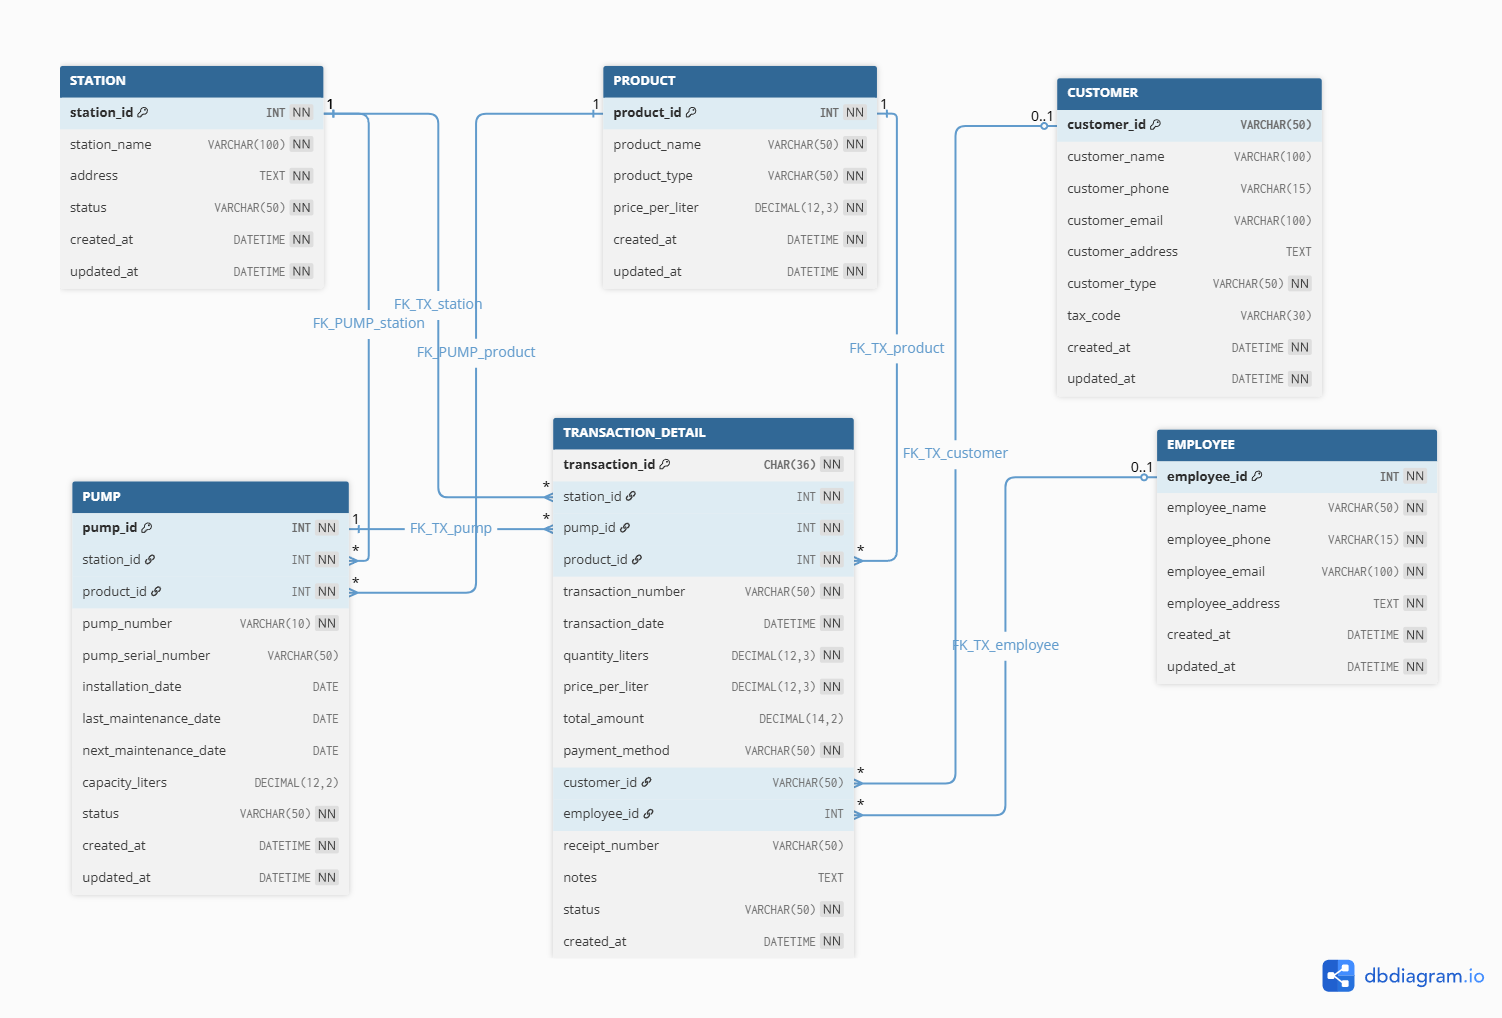 STATION
station_id INT NN
station_name VARCHAR(100) NN
address TEXT NN
status VARCHAR(50) NN
created_at DATETIME NN
updated_at DATETIME NN
1
PRODUCT
product_id INT NN
product_name VARCHAR(50) NN
product_type VARCHAR(50) NN
price_per_liter DECIMAL(12,3) NN
created_at DATETIME NN
updated_at DATETIME NN
1
1
CUSTOMER
customer_id VARCHAR(50)
customer_name VARCHAR(100)
customer_phone VARCHAR(15)
customer_email VARCHAR(100)
customer_address TEXT
customer_type VARCHAR(50) NN
tax_code VARCHAR(30)
created_at DATETIME NN
updated_at DATETIME NN
0..1
FK_TX_station
FK_PUMP_station
FK_PUMP_product
FK_TX_product
FK_TX_customer
FK_TX_pump
FK_TX_employee
PUMP
pump_id INT NN
station_id INT NN
product_id INT NN
pump_number VARCHAR(10) NN
pump_serial_number VARCHAR(50)
installation_date DATE
last_maintenance_date DATE
next_maintenance_date DATE
capacity_liters DECIMAL(12,2)
status VARCHAR(50) NN
created_at DATETIME NN
updated_at DATETIME NN
1
*
*
TRANSACTION_DETAIL
transaction_id CHAR(36) NN
station_id INT NN
pump_id INT NN
product_id INT NN
transaction_number VARCHAR(50) NN
transaction_date DATETIME NN
quantity_liters DECIMAL(12,3) NN
price_per_liter DECIMAL(12,3) NN
total_amount DECIMAL(14,2)
payment_method VARCHAR(50) NN
customer_id VARCHAR(50)
employee_id INT
receipt_number VARCHAR(50)
notes TEXT
status VARCHAR(50) NN
created_at DATETIME NN
*
*
*
*
*
EMPLOYEE
employee_id INT NN
employee_name VARCHAR(50) NN
employee_phone VARCHAR(15) NN
employee_email VARCHAR(100) NN
employee_address TEXT NN
created_at DATETIME NN
updated_at DATETIME NN
0..1
dbdiagram.io